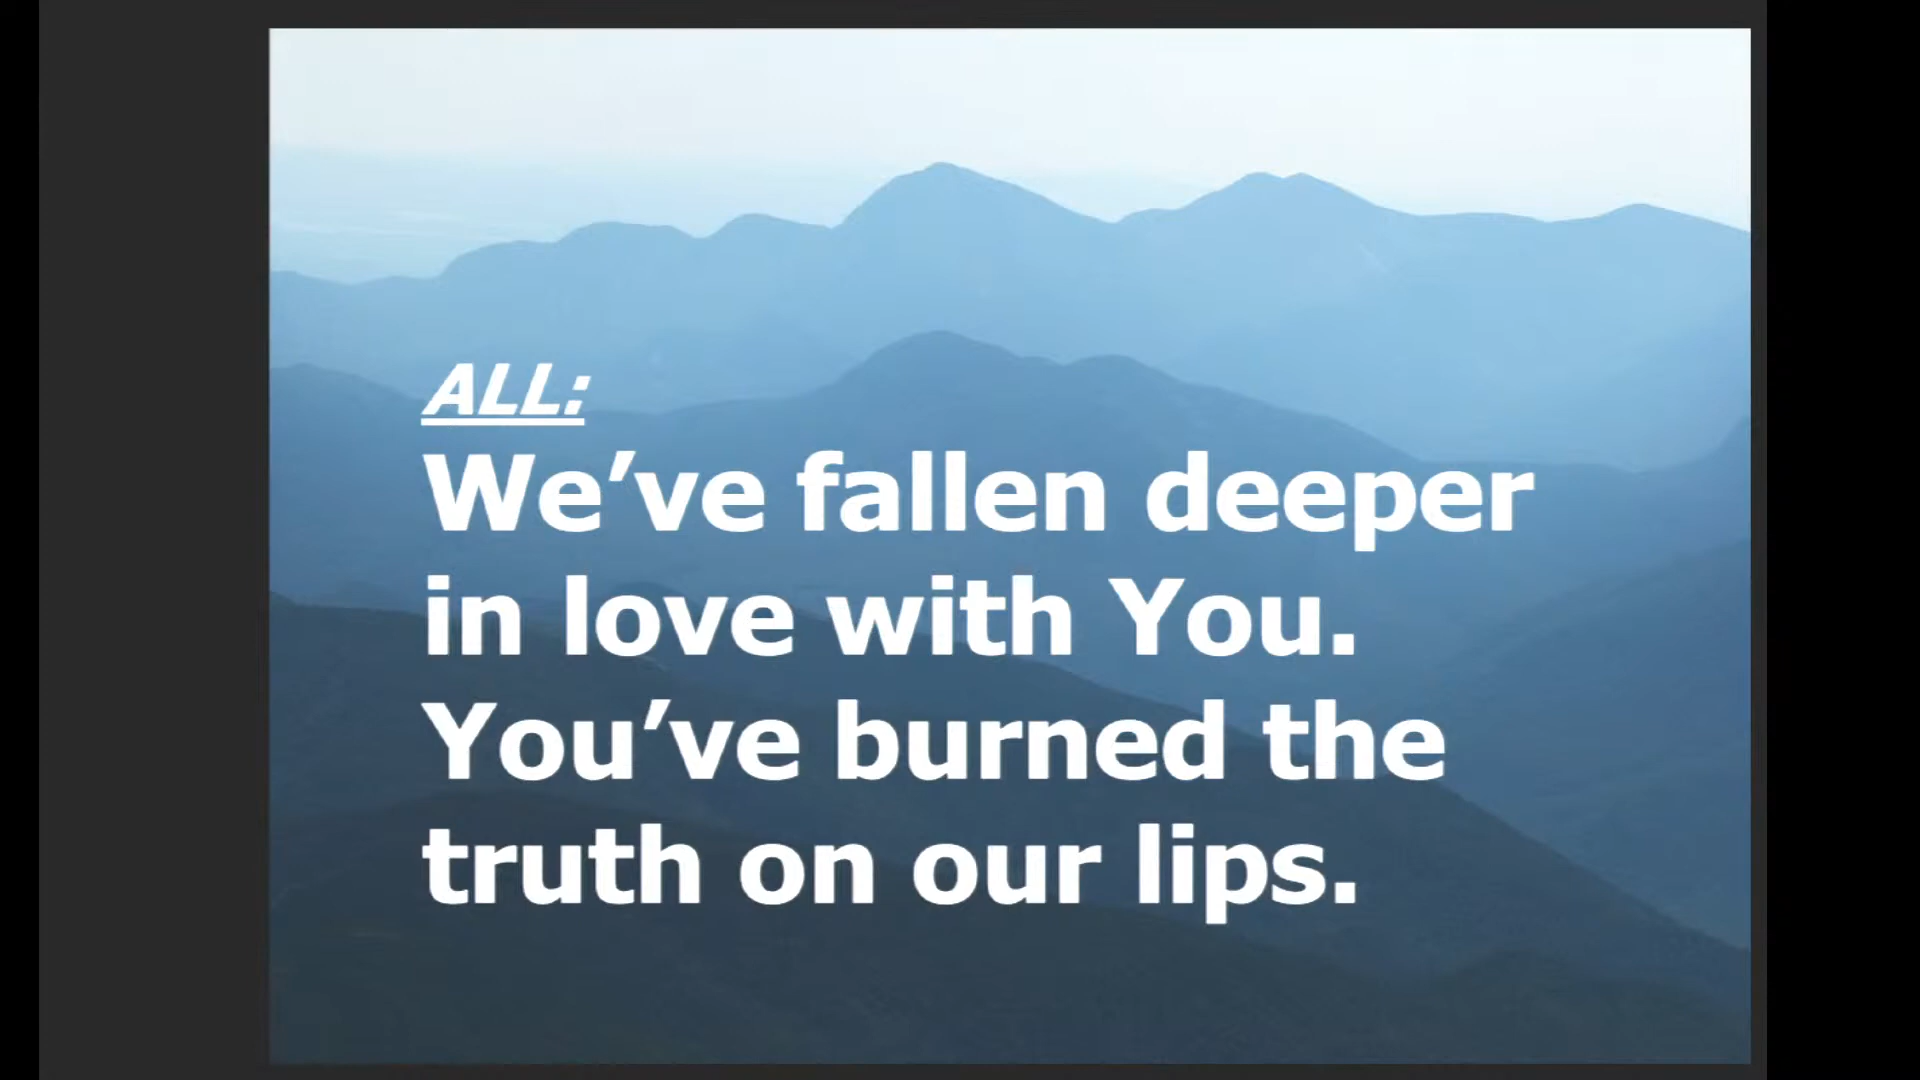 ALL:
We’ve fallen deeper
in love with You.
You’ve burned the
truth on our lips.